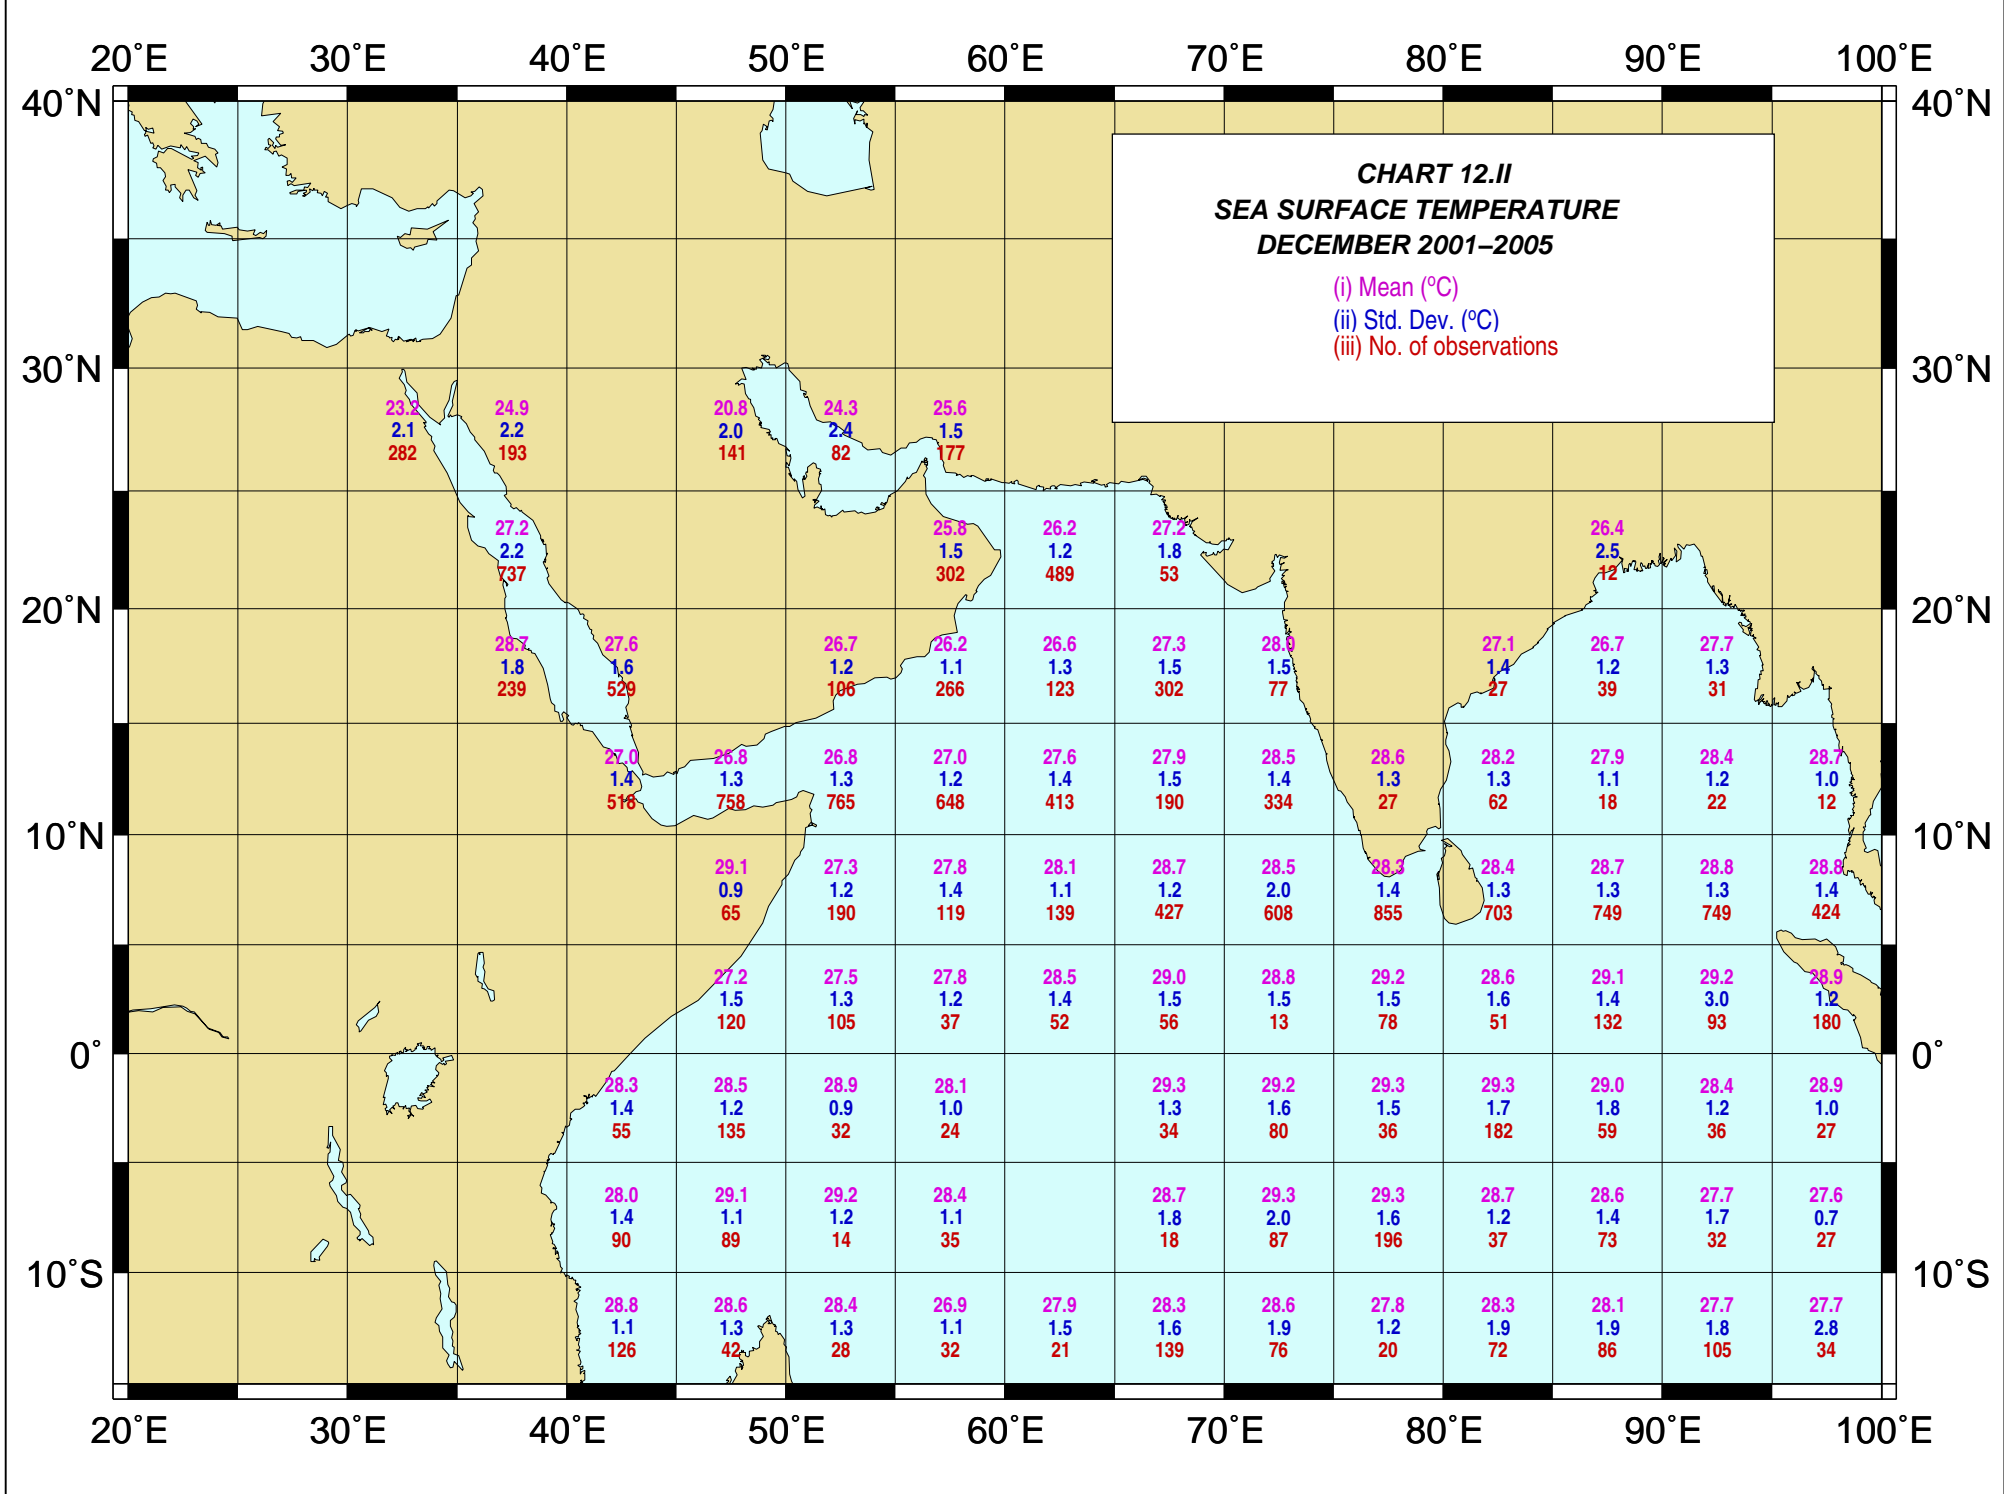 20˚E 30˚E 40˚E 50˚E 60˚E 70˚E 80˚E 90˚E 100˚E
40˚N 40˚N
CHART 12.II
SEA SURFACE TEMPERATURE
DECEMBER 2001–2005
(i) Mean (ºC)
(ii) Std. Dev. (ºC)
(iii) No. of observations
30˚N 30˚N
23.2 24.9 20.8 24.3 25.6
2.1 2.2 2.0 2.4 1.5
282 193 141 82 177
27.2 25.8 26.2 27.2 26.4
2.2 1.5 1.2 1.8 2.5
737 302 489 53 12
20˚N 20˚N
28.7 27.6 26.7 26.2 26.6 27.3 28.0 27.1 26.7 27.7
1.8 1.6 1.2 1.1 1.3 1.5 1.5 1.4 1.2 1.3
239 529 106 266 123 302 77 27 39 31
27.0 26.8 26.8 27.0 27.6 27.9 28.5 28.6 28.2 27.9 28.4 28.7
1.4 1.3 1.3 1.2 1.4 1.5 1.4 1.3 1.3 1.1 1.2 1.0
518 758 765 648 413 190 334 27 62 18 22 12
10˚N 10˚N
29.1 27.3 27.8 28.1 28.7 28.5 28.3 28.4 28.7 28.8 28.8
0.9 1.2 1.4 1.1 1.2 2.0 1.4 1.3 1.3 1.3 1.4
65 190 119 139 427 608 855 703 749 749 424
27.2 27.5 27.8 28.5 29.0 28.8 29.2 28.6 29.1 29.2 28.9
1.5 1.3 1.2 1.4 1.5 1.5 1.5 1.6 1.4 3.0 1.2
120 105 37 52 56 13 78 51 132 93 180
0˚ 0˚
28.3 28.5 28.9 28.1 29.3 29.2 29.3 29.3 29.0 28.4 28.9
1.4 1.2 0.9 1.0 1.3 1.6 1.5 1.7 1.8 1.2 1.0
55 135 32 24 34 80 36 182 59 36 27
28.0 29.1 29.2 28.4 28.7 29.3 29.3 28.7 28.6 27.7 27.6
1.4 1.1 1.2 1.1 1.8 2.0 1.6 1.2 1.4 1.7 0.7
90 89 14 35 18 87 196 37 73 32 27
10˚S 10˚S
28.8 28.6 28.4 26.9 27.9 28.3 28.6 27.8 28.3 28.1 27.7 27.7
1.1 1.3 1.3 1.1 1.5 1.6 1.9 1.2 1.9 1.9 1.8 2.8
126 42 28 32 21 139 76 20 72 86 105 34
20˚E 30˚E 40˚E 50˚E 60˚E 70˚E 80˚E 90˚E 100˚E